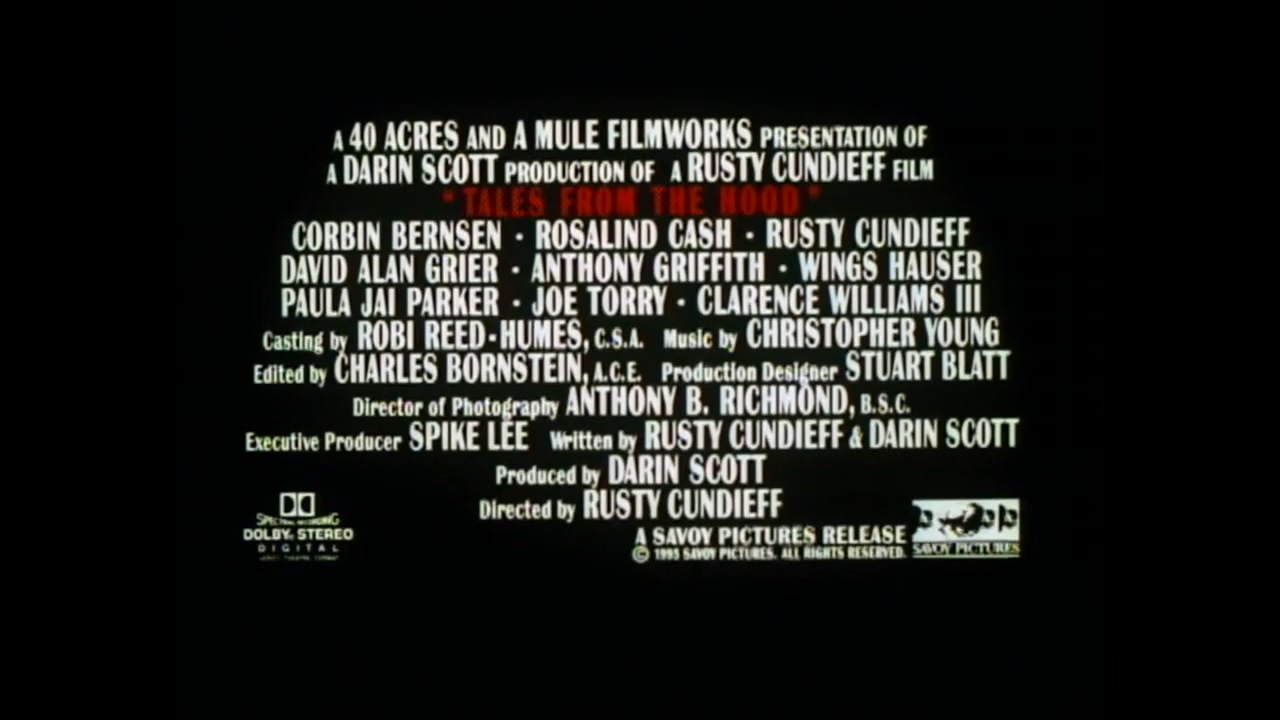 A 40 ACRES AND A MULE FILMWORKS PRESENTATION OF
A DARIN SCOTT PRODUCTION OF A RUSTY CUNDIEFF FILM
"TALES FROM THE HOOD"
CORBIN BERNSEN · ROSALIND CASH · RUSTY CUNDIEFF
DAVID ALAN GRIER · ANTHONY GRIFFITH · WINGS HAUSER
PAULA JAI PARKER · JOE TORRY · CLARENCE WILLIAMS III
Casting by ROBI REED-HUMES, C.S.A. Music by CHRISTOPHER YOUNG
Edited by CHARLES BORNSTEIN, A.C.E. Production Designer STUART BLATT
Director of Photography ANTHONY B. RICHMOND, B.S.C.
Executive Producer SPIKE LEE Written by RUSTY CUNDIEFF & DARIN SCOTT
Produced by DARIN SCOTT
Directed by RUSTY CUNDIEFF
SPECTRAL RECORDING
DOLBY STEREO
DIGITAL
A SAVOY PICTURES RELEASE
© 1995 SAVOY PICTURES. ALL RIGHTS RESERVED.
SAVOY PICTURES